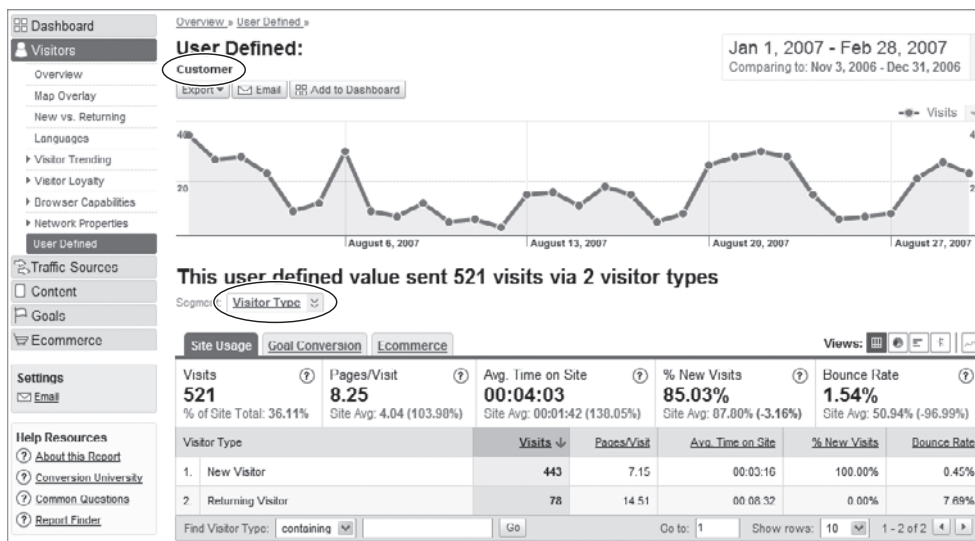 Dashboard
Visitors
Overview
Map Overlay
New vs. Returning
Languages
Visitor Trending
Visitor Loyalty
Browser Capabilities
Network Properties
User Defined
Traffic Sources
Content
Goals
Ecommerce
Settings
Email
Help Resources
About this Report
Conversion University
Common Questions
Report Finder
Overview » User Defined »
User Defined:
Customer
Export Email Add to Dashboard
Jan 1, 2007 - Feb 28, 2007
Comparing to: Nov 3, 2006 - Dec 31, 2006
Visits
40 4
20 2
August 6, 2007 August 13, 2007 August 20, 2007 August 27, 2007
This user defined value sent 521 visits via 2 visitor types
Segment: Visitor Type
Site Usage Goal Conversion Ecommerce Views:
Visits ? Pages/Visit ? Avg. Time on Site ? % New Visits ? Bounce Rate ?
521 8.25 00:04:03 85.03% 1.54%
% of Site Total: 36.11% Site Avg: 4.04 (103.98%) Site Avg: 00:01:42 (138.05%) Site Avg: 87.80% (-3.16%) Site Avg: 50.94% (-96.99%)
Visitor Type Visits Pages/Visit Avg. Time on Site % New Visits Bounce Rate
1. New Visitor 443 7.15 00:03:16 100.00% 0.45%
2. Returning Visitor 78 14.51 00:08:32 0.00% 7.69%
Find Visitor Type: containing Go Go to: 1 Show rows: 10 1 - 2 of 2